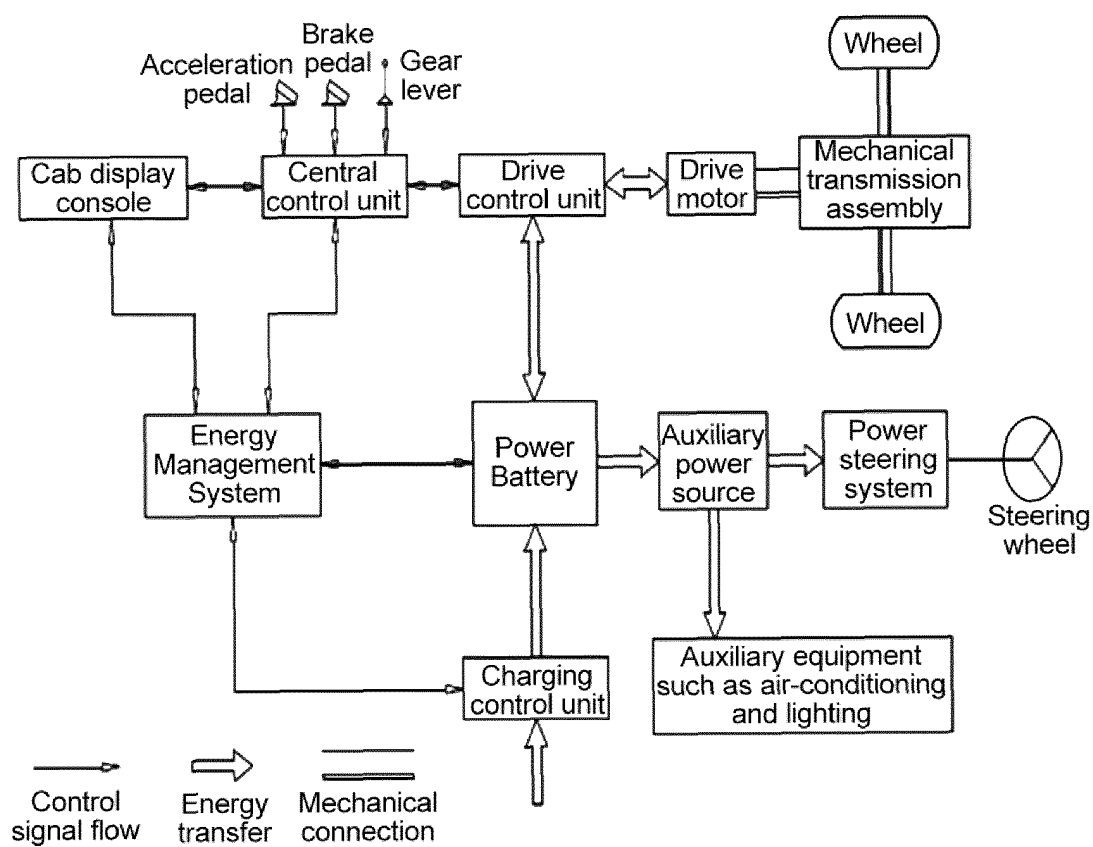 Acceleration
pedal
Brake
pedal
Gear
lever
Wheel
Cab display
console
Central
control unit
Drive
control unit
Drive
motor
Mechanical
transmission
assembly
Wheel
Energy
Management
System
Power
Battery
Auxiliary
power
source
Power
steering
system
Steering
wheel
Charging
control unit
Auxiliary equipment
such as air-conditioning
and lighting
Control
signal flow
Energy
transfer
Mechanical
connection